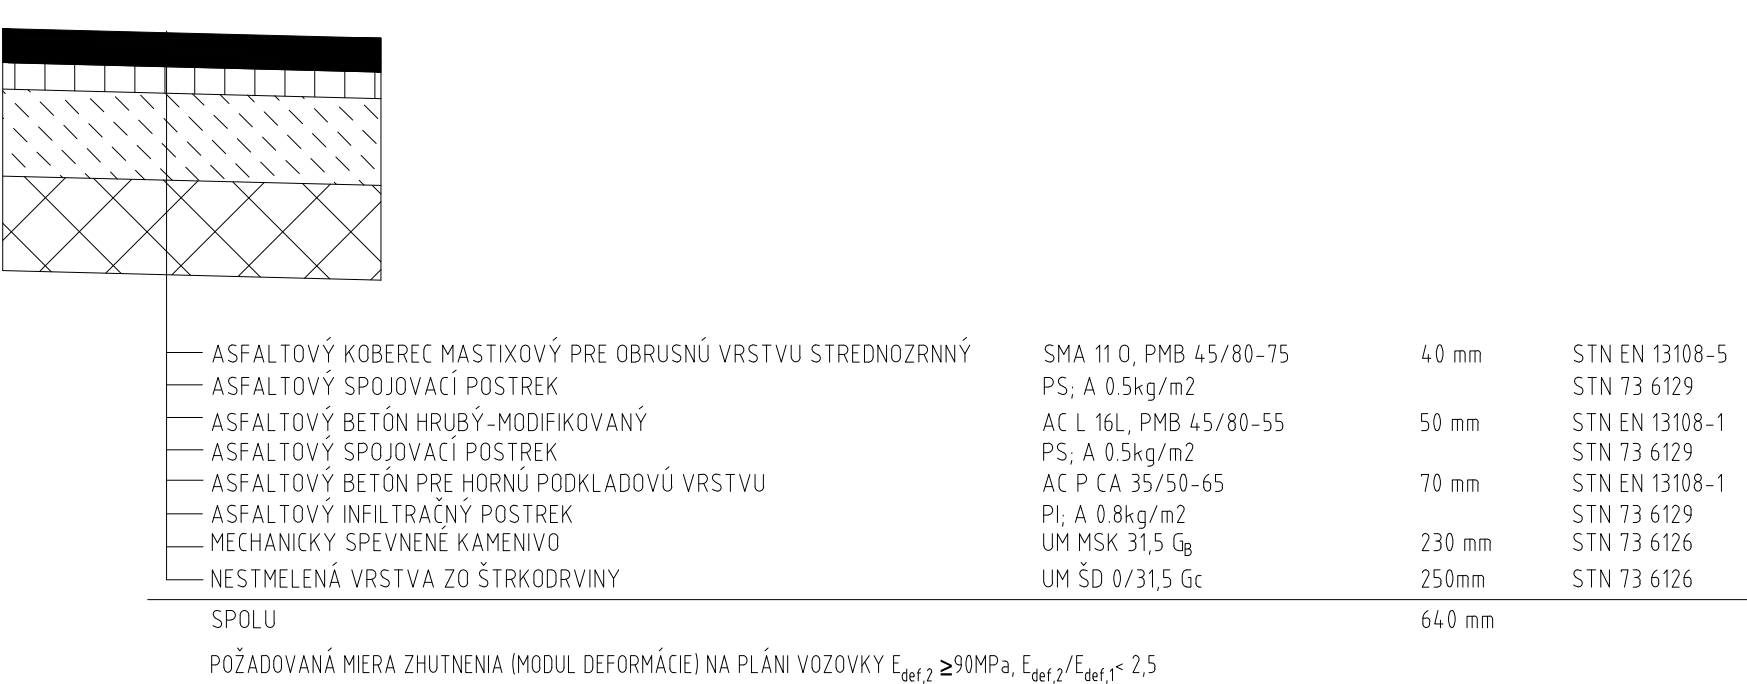 ASFALTOVÝ KOBEREC MASTIXOVÝ PRE OBRUSNÚ VRSTVU STREDNOZRNNÝ SMA 11 O, PMB 45/80-75 40 mm STN EN 13108-5
ASFALTOVÝ SPOJOVACÍ POSTREK PS; A 0.5kg/m2 STN 73 6129
ASFALTOVÝ BETÓN HRUBÝ-MODIFIKOVANÝ AC L 16L, PMB 45/80-55 50 mm STN EN 13108-1
ASFALTOVÝ SPOJOVACÍ POSTREK PS; A 0.5kg/m2 STN 73 6129
ASFALTOVÝ BETÓN PRE HORNÚ PODKLADOVÚ VRSTVU AC P CA 35/50-65 70 mm STN EN 13108-1
ASFALTOVÝ INFILTRAČNÝ POSTREK PI; A 0.8kg/m2 STN 73 6129
MECHANICKY SPEVNENÉ KAMENIVO UM MSK 31,5 GB 230 mm STN 73 6126
NESTMELENÁ VRSTVA ZO ŠTRKODRVINY UM ŠD 0/31,5 Gc 250mm STN 73 6126
SPOLU 640 mm
POŽADOVANÁ MIERA ZHUTNENIA (MODUL DEFORMÁCIE) NA PLÁNI VOZOVKY Edef,2 ≥90MPa, Edef,2/Edef,1< 2,5